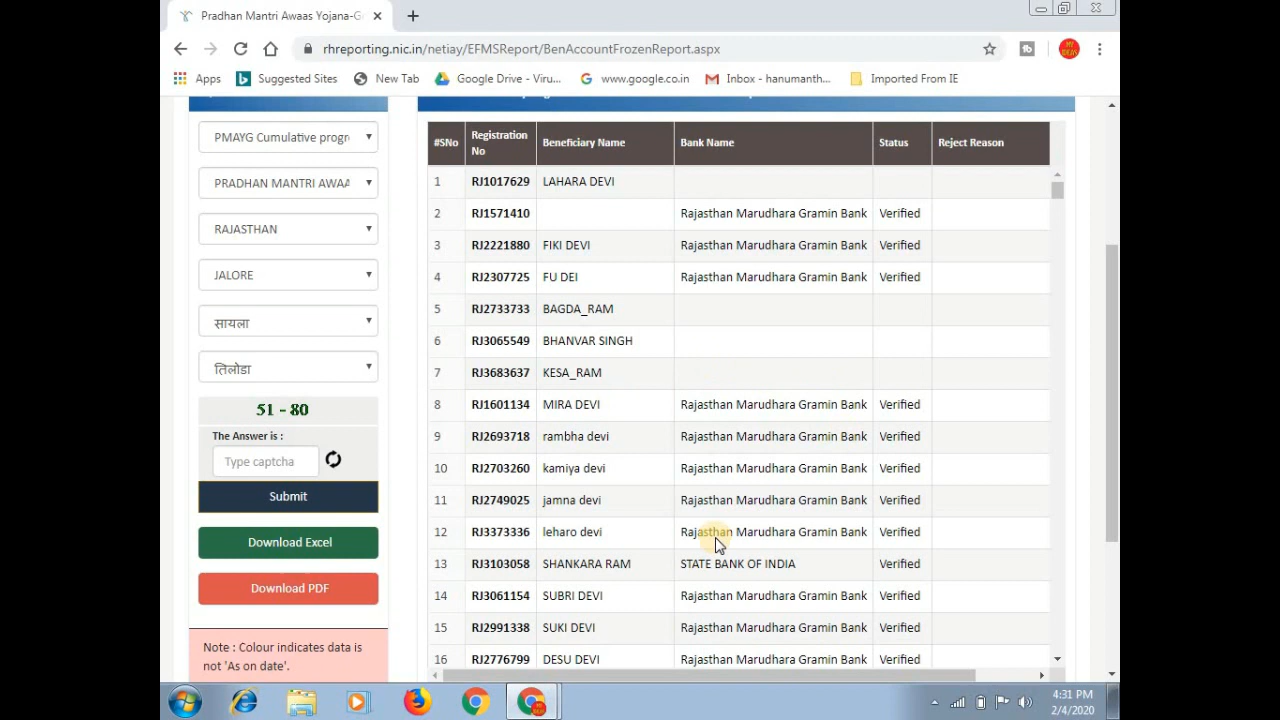 Pradhan Mantri Awaas Yojana-G
rhreporting.nic.in/netiay/EFMSReport/BenAccountFrozenReport.aspx
MY IDEAS
Apps Suggested Sites New Tab Google Drive - Viru... www.google.co.in Inbox - hanumanth... Imported From IE
PMAYG Cumulative progr
PRADHAN MANTRI AWAA
RAJASTHAN
JALORE
सायला
तिलोडा
51 - 80
The Answer is :
Type captcha
Submit
Download Excel
Download PDF
Note : Colour indicates data is
not 'As on date'.
#SNo Registration No Beneficiary Name Bank Name Status Reject Reason
1 RJ1017629 LAHARA DEVI
2 RJ1571410 Rajasthan Marudhara Gramin Bank Verified
3 RJ2221880 FIKI DEVI Rajasthan Marudhara Gramin Bank Verified
4 RJ2307725 FU DEI Rajasthan Marudhara Gramin Bank Verified
5 RJ2733733 BAGDA_RAM
6 RJ3065549 BHANVAR SINGH
7 RJ3683637 KESA_RAM
8 RJ1601134 MIRA DEVI Rajasthan Marudhara Gramin Bank Verified
9 RJ2693718 rambha devi Rajasthan Marudhara Gramin Bank Verified
10 RJ2703260 kamiya devi Rajasthan Marudhara Gramin Bank Verified
11 RJ2749025 jamna devi Rajasthan Marudhara Gramin Bank Verified
12 RJ3373336 leharo devi Rajasthan Marudhara Gramin Bank Verified
13 RJ3103058 SHANKARA RAM STATE BANK OF INDIA Verified
14 RJ3061154 SUBRI DEVI Rajasthan Marudhara Gramin Bank Verified
15 RJ2991338 SUKI DEVI Rajasthan Marudhara Gramin Bank Verified
16 RJ2776799 DESU DEVI Rajasthan Marudhara Gramin Bank Verified
4:31 PM
2/4/2020